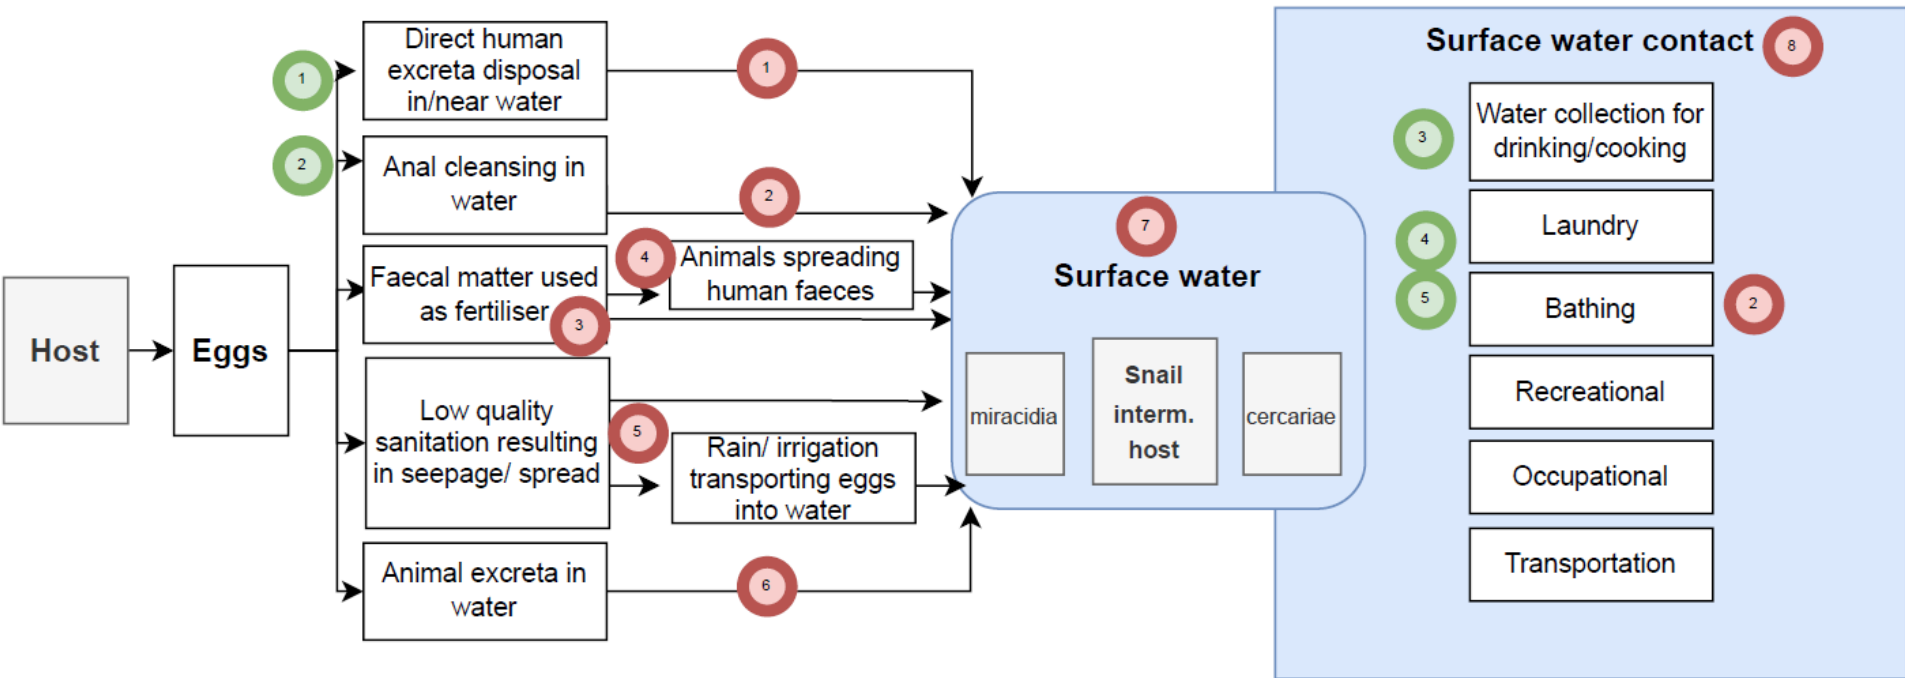 Direct human
excreta disposal
in/near water
1
1
Anal cleansing in
water
2
2
Faecal matter used
as fertiliser
3
4
Animals spreading
human faeces
Host
Eggs
Low quality
sanitation resulting
in seepage/ spread
5
Rain/ irrigation
transporting eggs
into water
Animal excreta in
water
6
7
Surface water
miracidia
Snail
interm.
host
cercariae
Surface water contact
8
3
Water collection for
drinking/cooking
4
Laundry
5
Bathing
2
Recreational
Occupational
Transportation